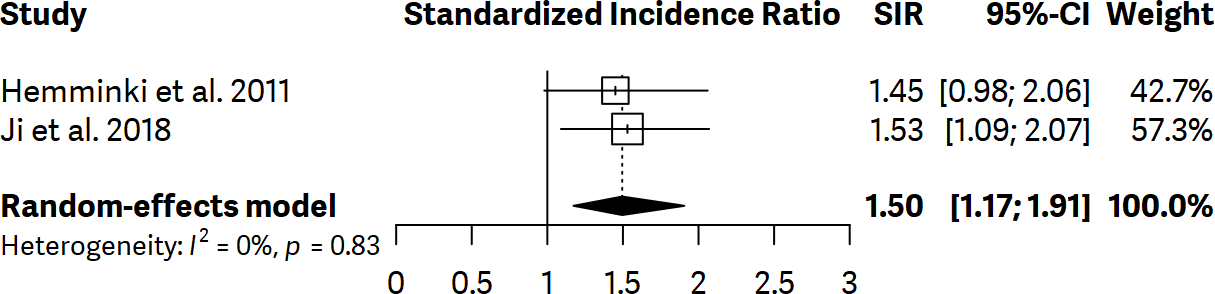 Study Standardized Incidence Ratio SIR 95%-CI Weight
Hemminki et al. 2011 1.45 [0.98; 2.06] 42.7%
Ji et al. 2018 1.53 [1.09; 2.07] 57.3%
Random-effects model 1.50 [1.17; 1.91] 100.0%
Heterogeneity: I² = 0%, p = 0.83
0 0.5 1 1.5 2 2.5 3